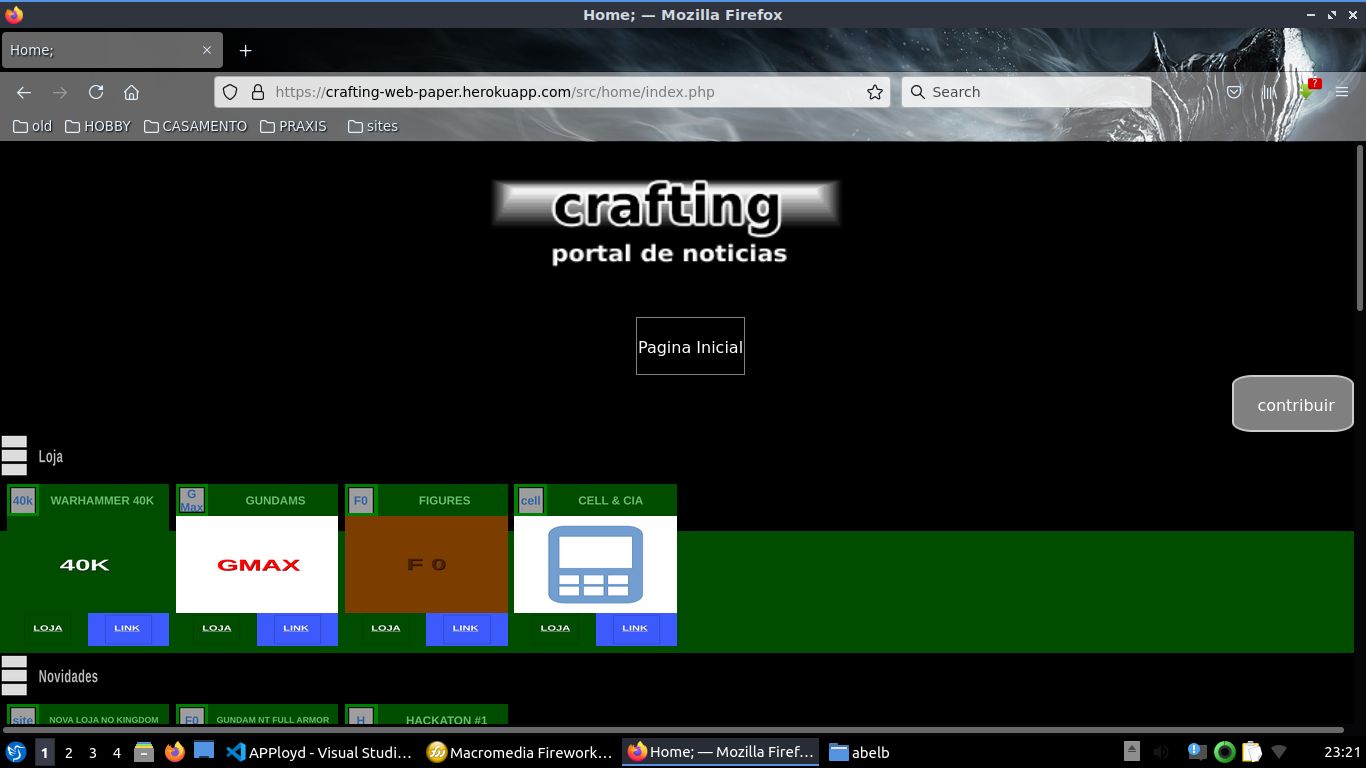 Home; — Mozilla Firefox
Home;
https://crafting-web-paper.herokuapp.com/src/home/index.php
Search
?
old HOBBY CASAMENTO PRAXIS sites
crafting
portal de noticias
Pagina Inicial
contribuir
Loja
40k WARHAMMER 40K
G Max GUNDAMS
F0 FIGURES
cell CELL & CIA
40K
GMAX
F 0
LOJA LINK LOJA LINK LOJA LINK LOJA LINK
Novidades
site NOVA LOJA NO KINGDOM
F0 GUNDAM NT FULL ARMOR
H HACKATON #1
1 2 3 4 APPloyd - Visual Studi... Macromedia Firework... Home; — Mozilla Firef... abelb 23:21